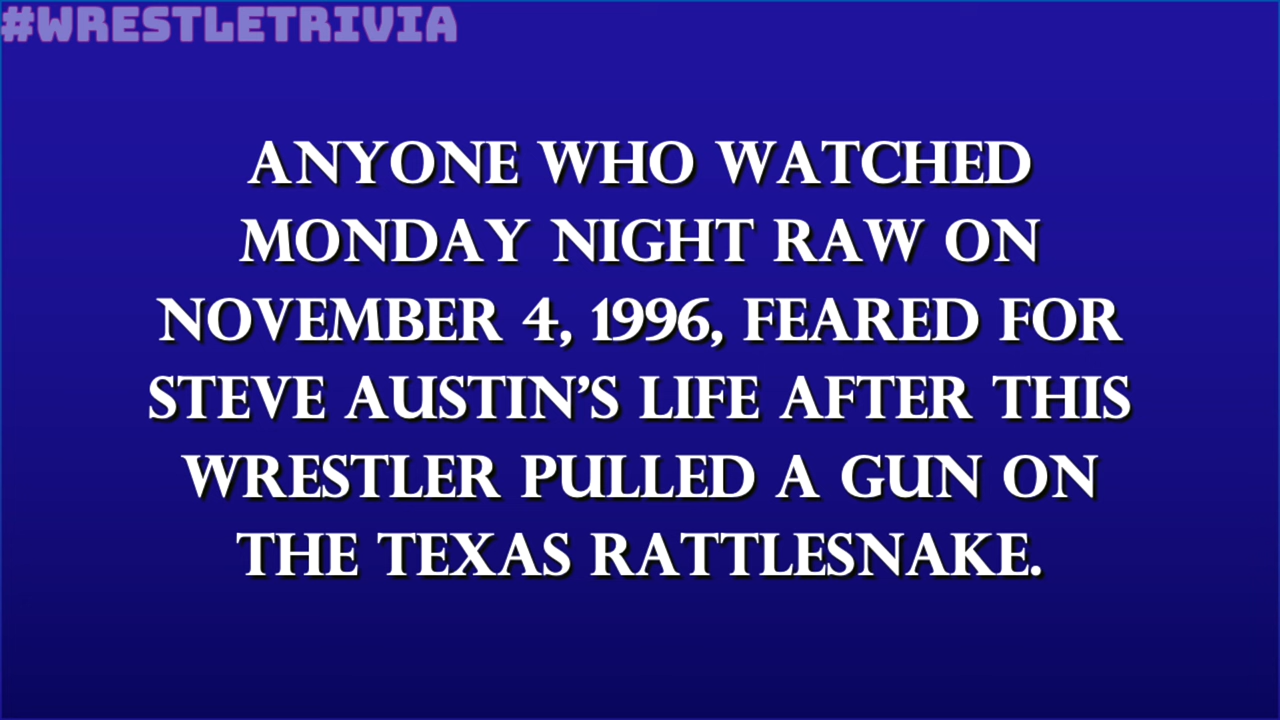 #WRESTLETRIVIA
ANYONE WHO WATCHED
MONDAY NIGHT RAW ON
NOVEMBER 4, 1996, FEARED FOR
STEVE AUSTIN'S LIFE AFTER THIS
WRESTLER PULLED A GUN ON
THE TEXAS RATTLESNAKE.